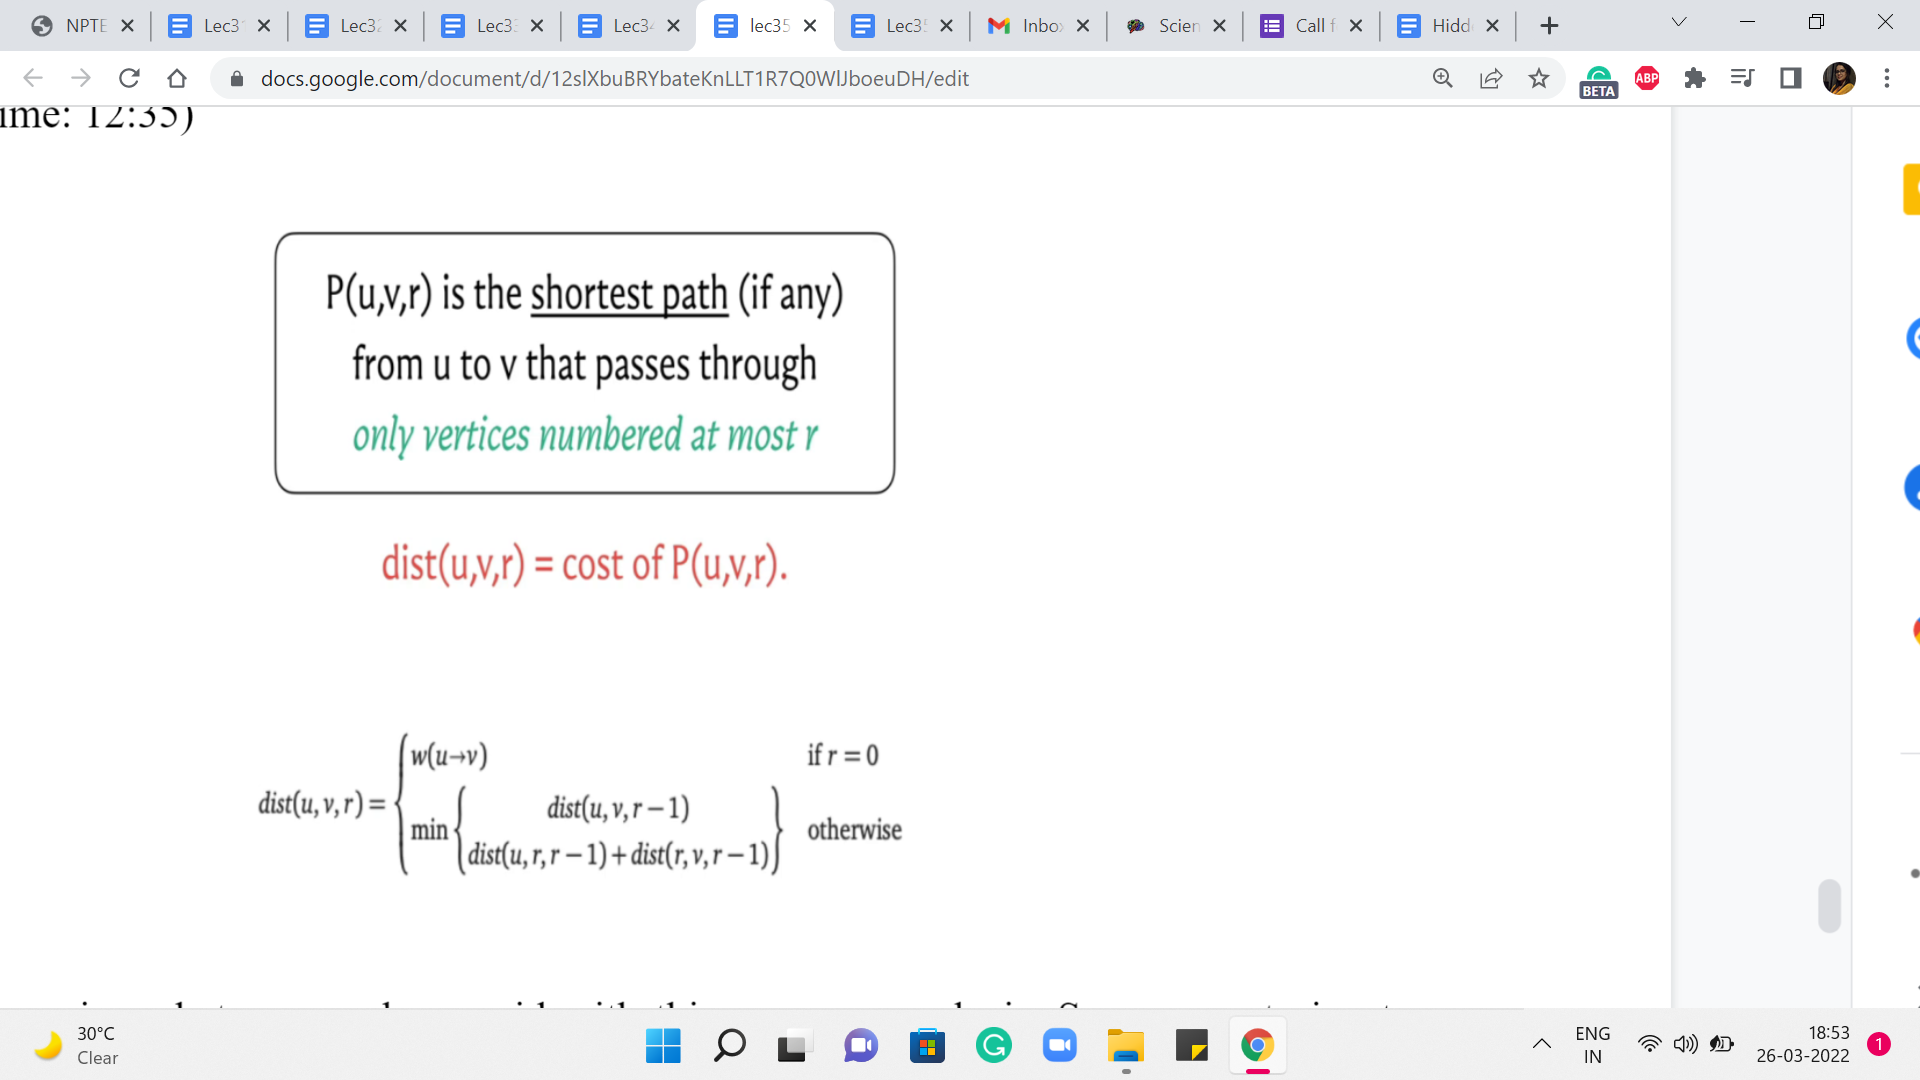 NPTE
Lec3
Lec3
Lec3
Lec3
lec35
Lec3
Inbo
Scien
Call f
Hidd
docs.google.com/document/d/12slXbuBRYbateKnLLT1R7Q0WlJboeuDH/edit
BETA
ABP
ime: 12:35)
P(u,v,r) is the shortest path (if any)
from u to v that passes through
only vertices numbered at most r
dist(u,v,r) = cost of P(u,v,r).
w(u→v) if r = 0
dist(u, v, r) =
dist(u, v, r − 1)
min otherwise
dist(u, r, r − 1) + dist(r, v, r − 1)
30°C
Clear
ENG
IN
18:53
26-03-2022
1